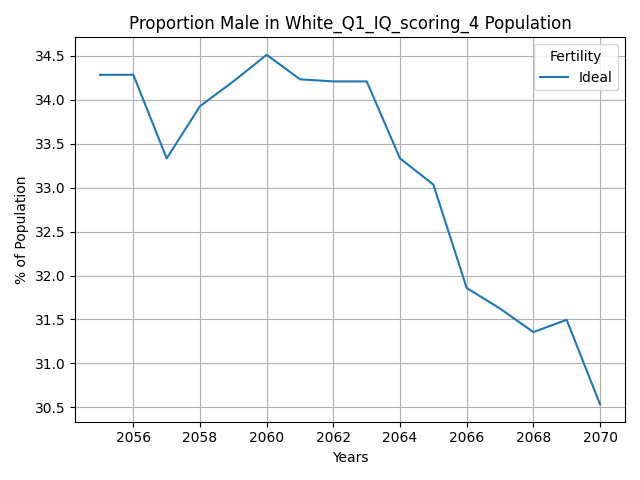 Proportion Male in White_Q1_IQ_scoring_4 Population
Fertility
Ideal
% of Population
34.5
34.0
33.5
33.0
32.5
32.0
31.5
31.0
30.5
2056 2058 2060 2062 2064 2066 2068 2070
Years